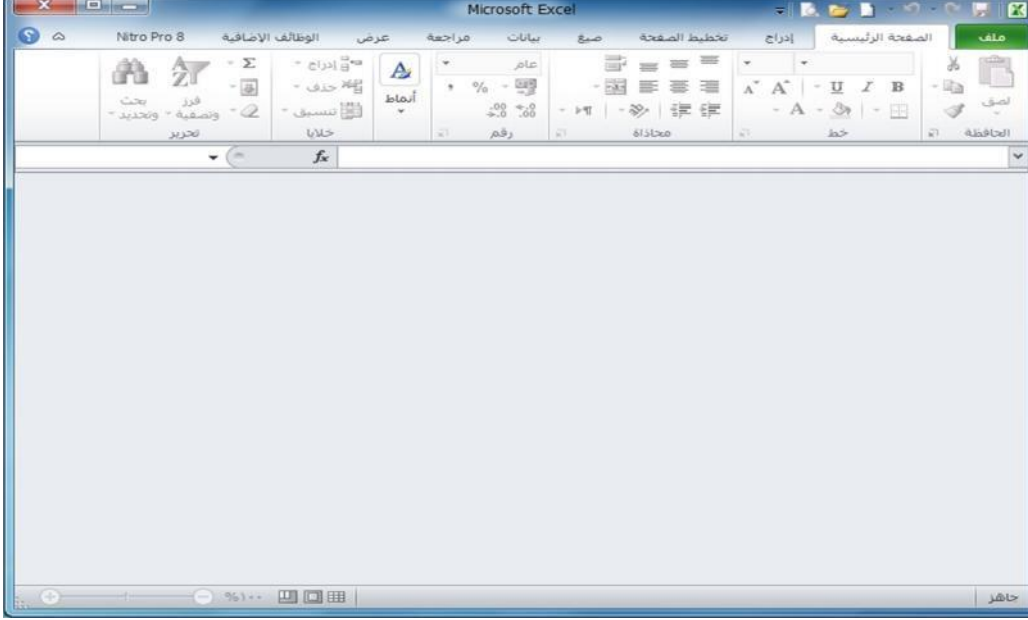 Microsoft Excel
ملف الصفحة الرئيسية إدراج تخطيط الصفحة صيغ بيانات مراجعة عرض الوظائف الإضافية Nitro Pro 8
لصق
B I U
A A
A
الحافظة
خط
محاذاة
عام
%
رقم
أنماط
إدراج
حذف
تنسيق
خلايا
Σ
فرز
وتصفية
بحث
وتحديد
تحرير
fx
جاهز
١٠٠%